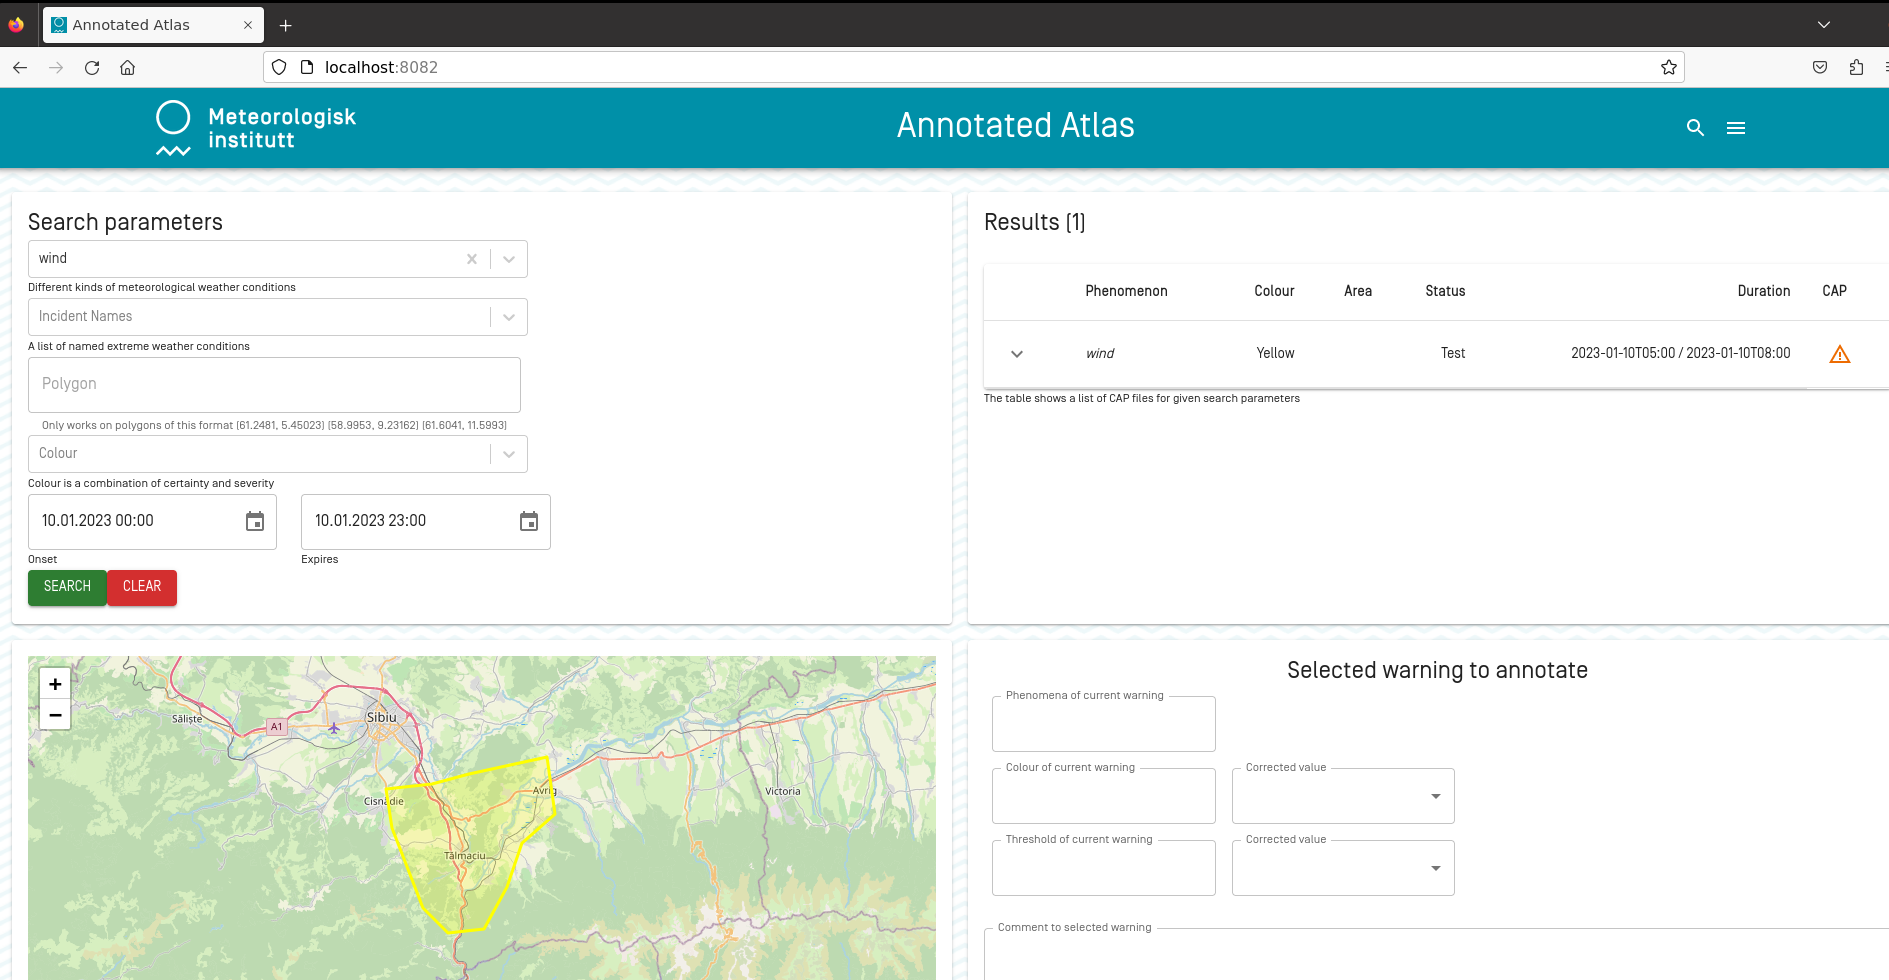 Annotated Atlas
localhost:8082
Meteorologisk
institutt
Annotated Atlas
Search parameters
wind
Different kinds of meteorological weather conditions
Incident Names
A list of named extreme weather conditions
Polygon
Only works on polygons of this format (61.2481, 5.45023) (58.9953, 9.23162) (61.6041, 11.5993)
Colour
Colour is a combination of certainty and severity
10.01.2023 00:00
10.01.2023 23:00
Onset
Expires
SEARCH
CLEAR
Results (1)
Phenomenon Colour Area Status Duration CAP
wind Yellow Test 2023-01-10T05:00 / 2023-01-10T08:00
The table shows a list of CAP files for given search parameters
+
−
Săliște
A1
Sibiu
Cisnădie
Avrig
Victoria
Tălmaciu
Selected warning to annotate
Phenomena of current warning
Colour of current warning
Corrected value
Threshold of current warning
Corrected value
Comment to selected warning